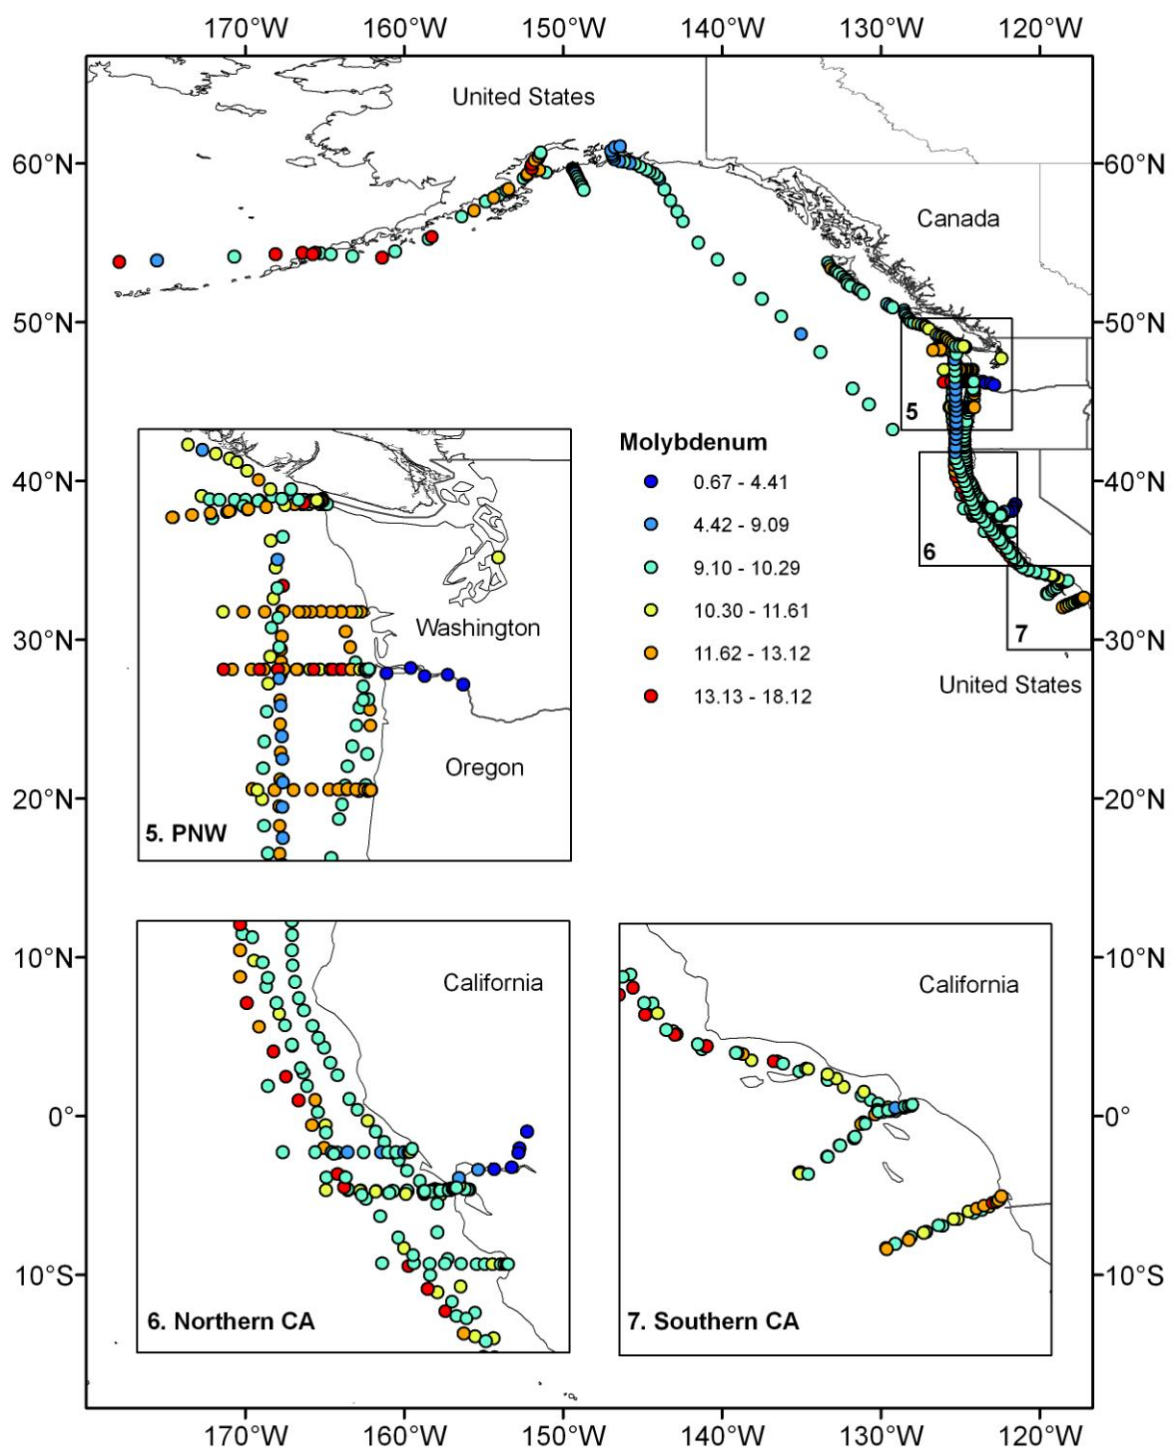 170°W 160°W 150°W 140°W 130°W 120°W
United States
60°N 60°N
Canada
50°N 50°N
5
Molybdenum
0.67 - 4.41
4.42 - 9.09
9.10 - 10.29
10.30 - 11.61
11.62 - 13.12
13.13 - 18.12
40°N 40°N
6
30°N 30°N
7
United States
Washington
Oregon
5. PNW
20°N 20°N
10°N 10°N
California
California
0° 0°
10°S 10°S
6. Northern CA
7. Southern CA
170°W 160°W 150°W 140°W 130°W 120°W